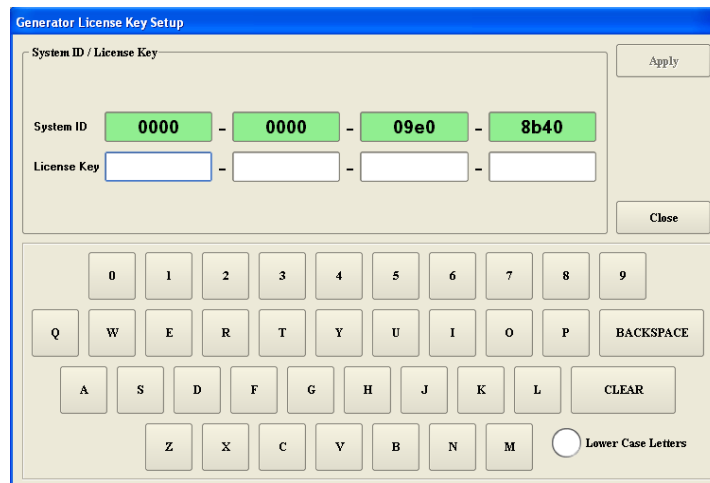 Generator License Key Setup
System ID / License Key
Apply
System ID 0000 - 0000 - 09e0 - 8b40
License Key - - -
Close
0 1 2 3 4 5 6 7 8 9
Q W E R T Y U I O P BACKSPACE
A S D F G H J K L CLEAR
Z X C V B N M Lower Case Letters